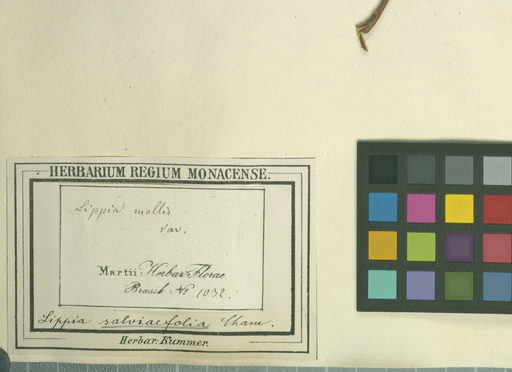 HERBARIUM REGIUM MONACENSE.
Lippia mollis
var.
Martii Herbar. Florae
Brasil. No 1032.
Lippia salviaefolia Cham.
Herbar: Kummer.